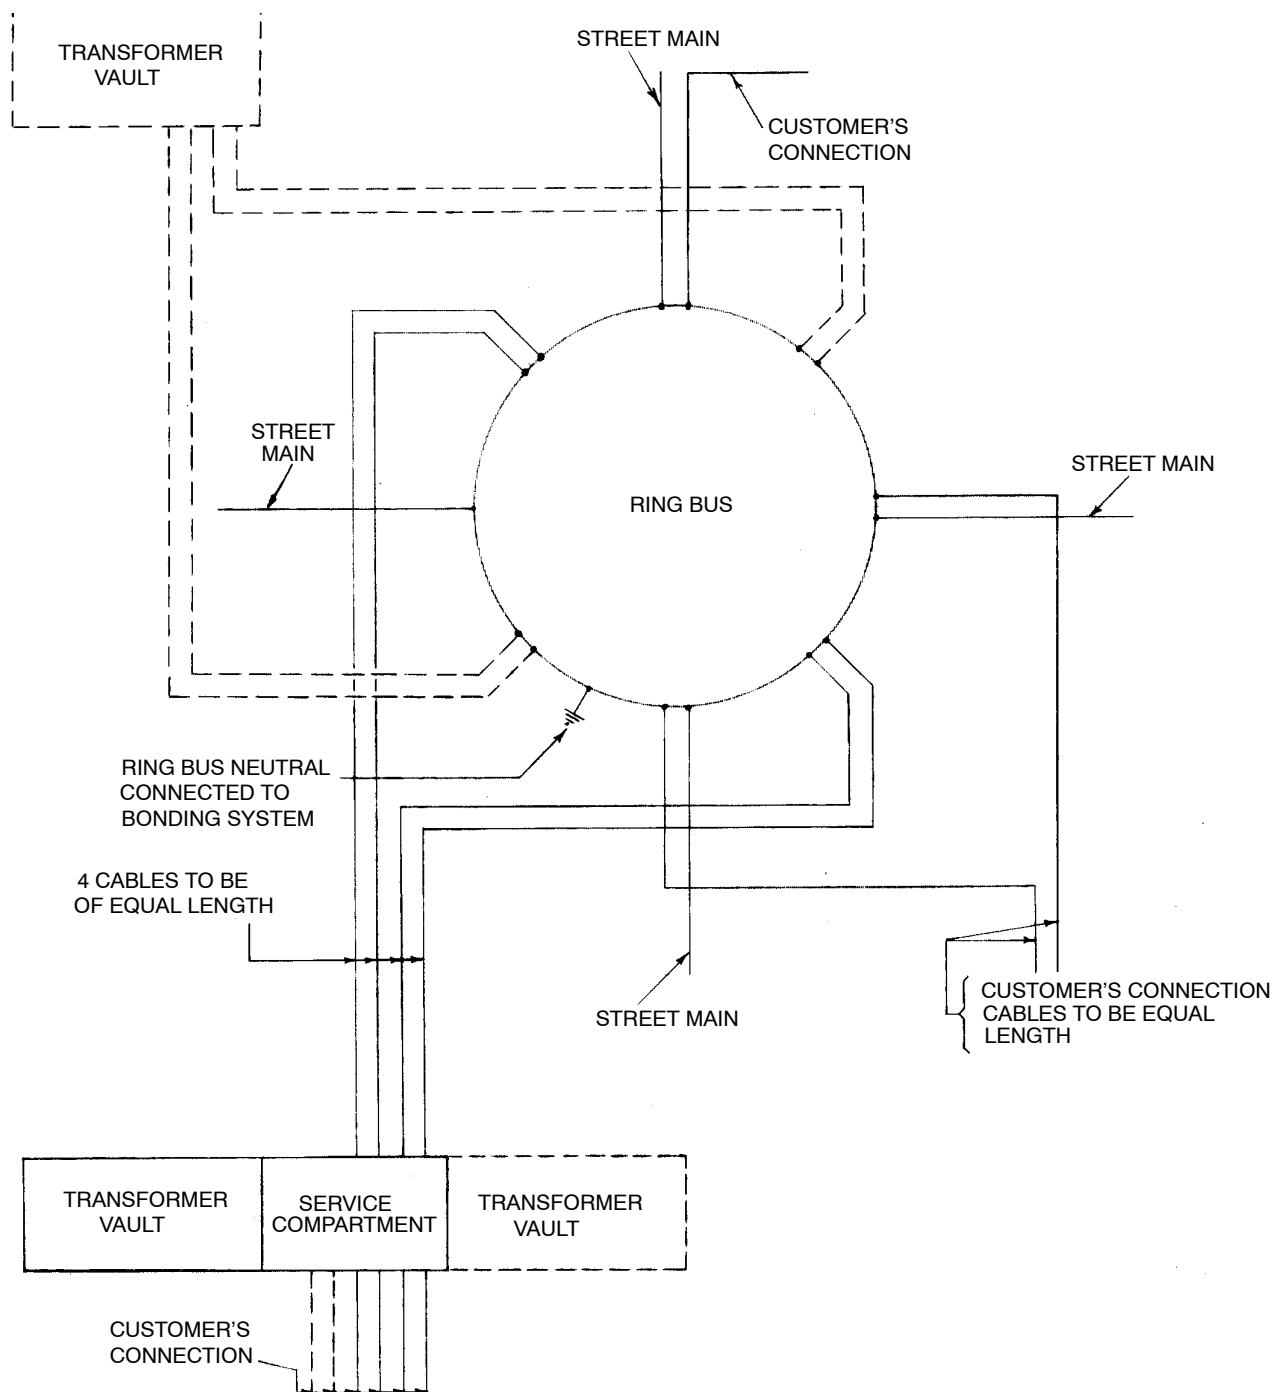 TRANSFORMER
VAULT
STREET MAIN
CUSTOMER'S
CONNECTION
STREET
MAIN
STREET MAIN
RING BUS
RING BUS NEUTRAL
CONNECTED TO
BONDING SYSTEM
4 CABLES TO BE
OF EQUAL LENGTH
STREET MAIN
CUSTOMER'S CONNECTION
CABLES TO BE EQUAL
LENGTH
TRANSFORMER
VAULT
SERVICE
COMPARTMENT
TRANSFORMER
VAULT
CUSTOMER'S
CONNECTION